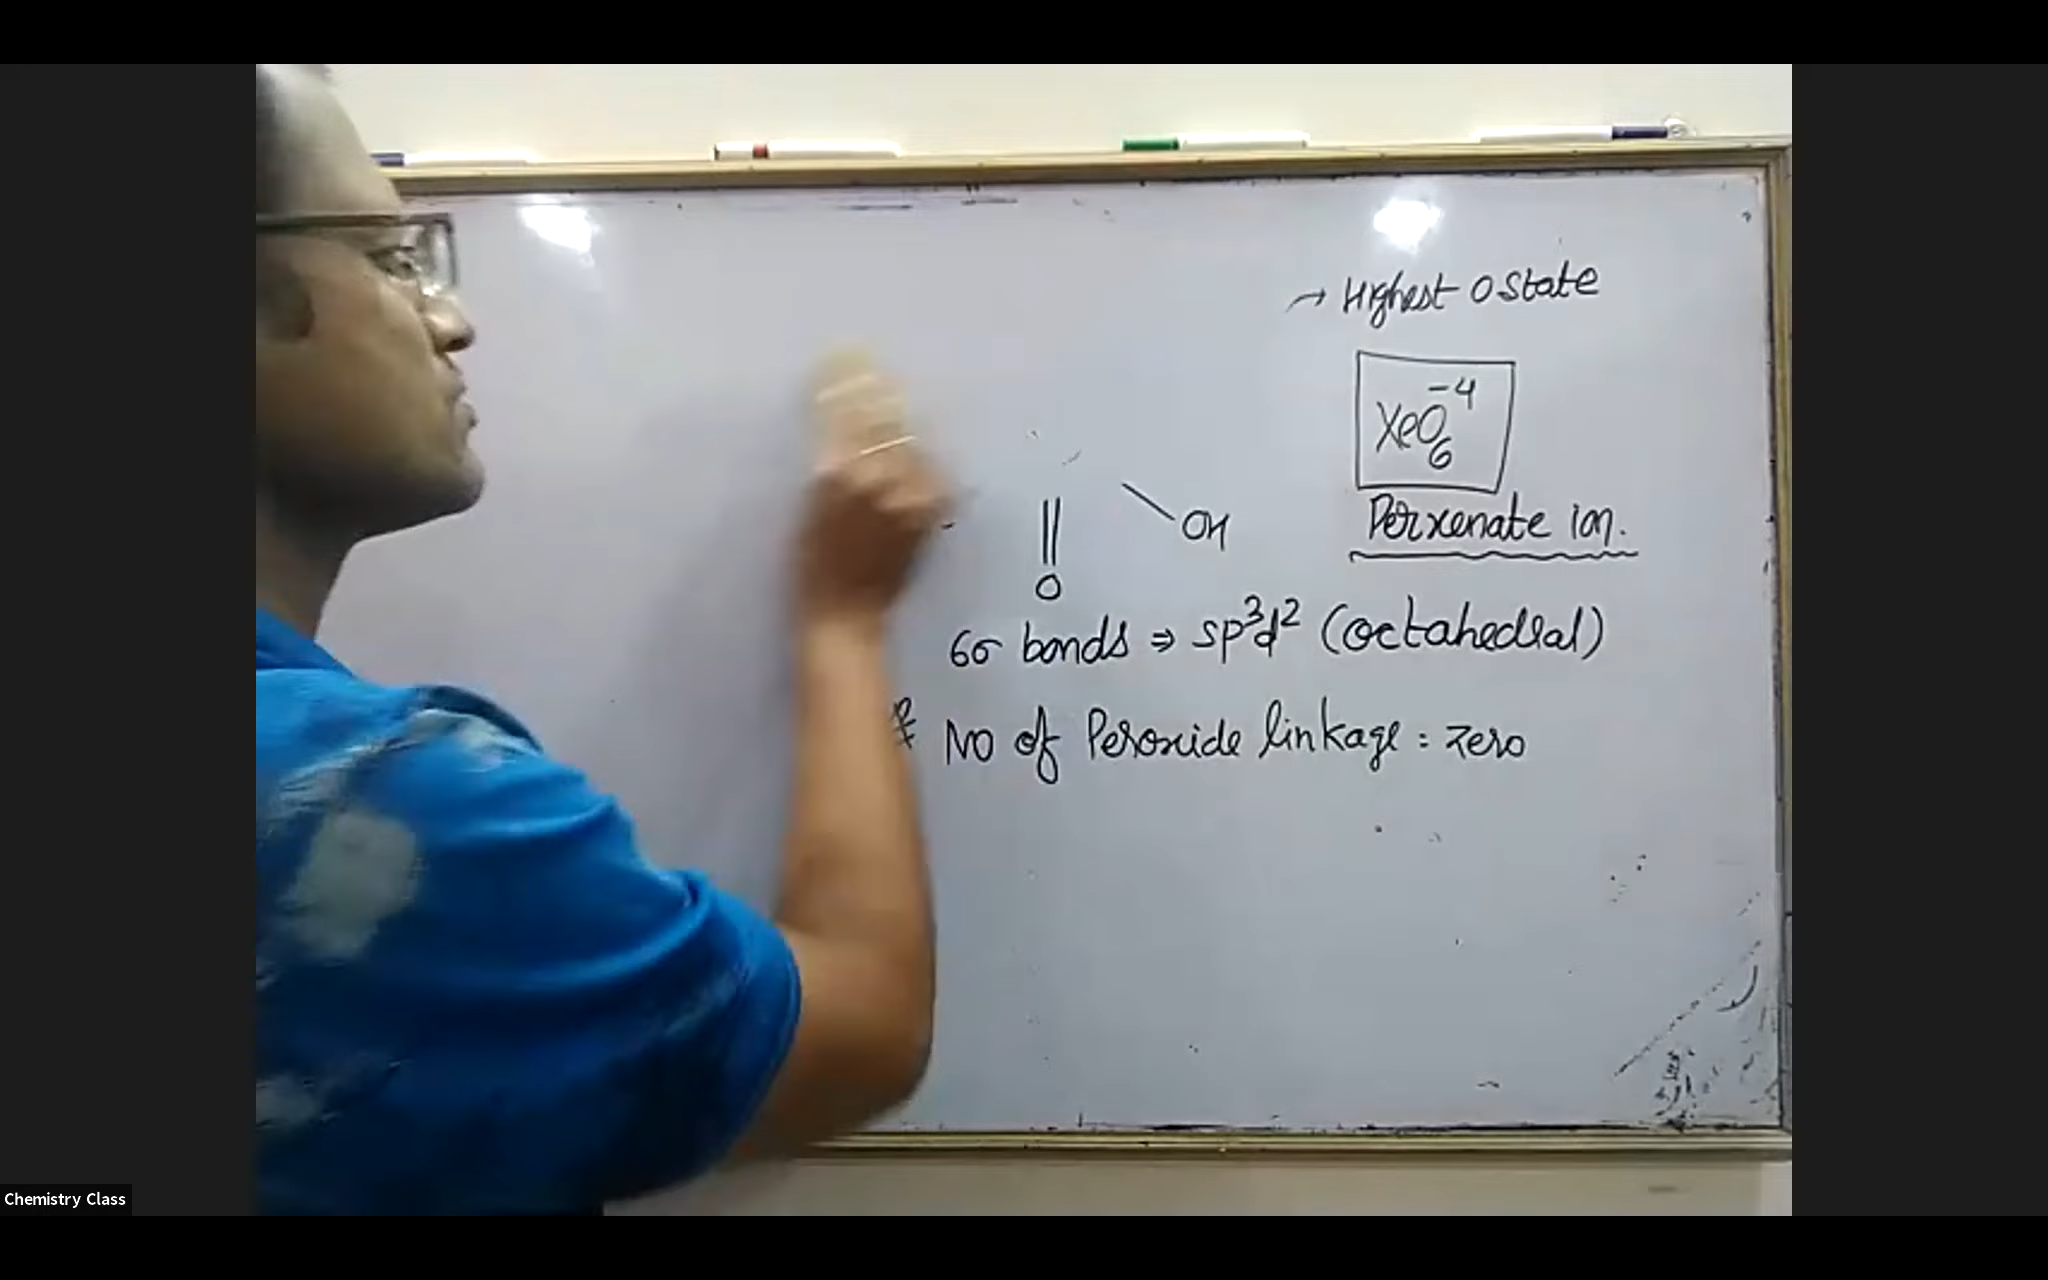 → Highest O State
XeO₆⁻⁴
Perxenate ion.
OH
O
6σ bonds ⇒ sp³d² (octahedral)
* No of Peroxide linkage = zero
Chemistry Class